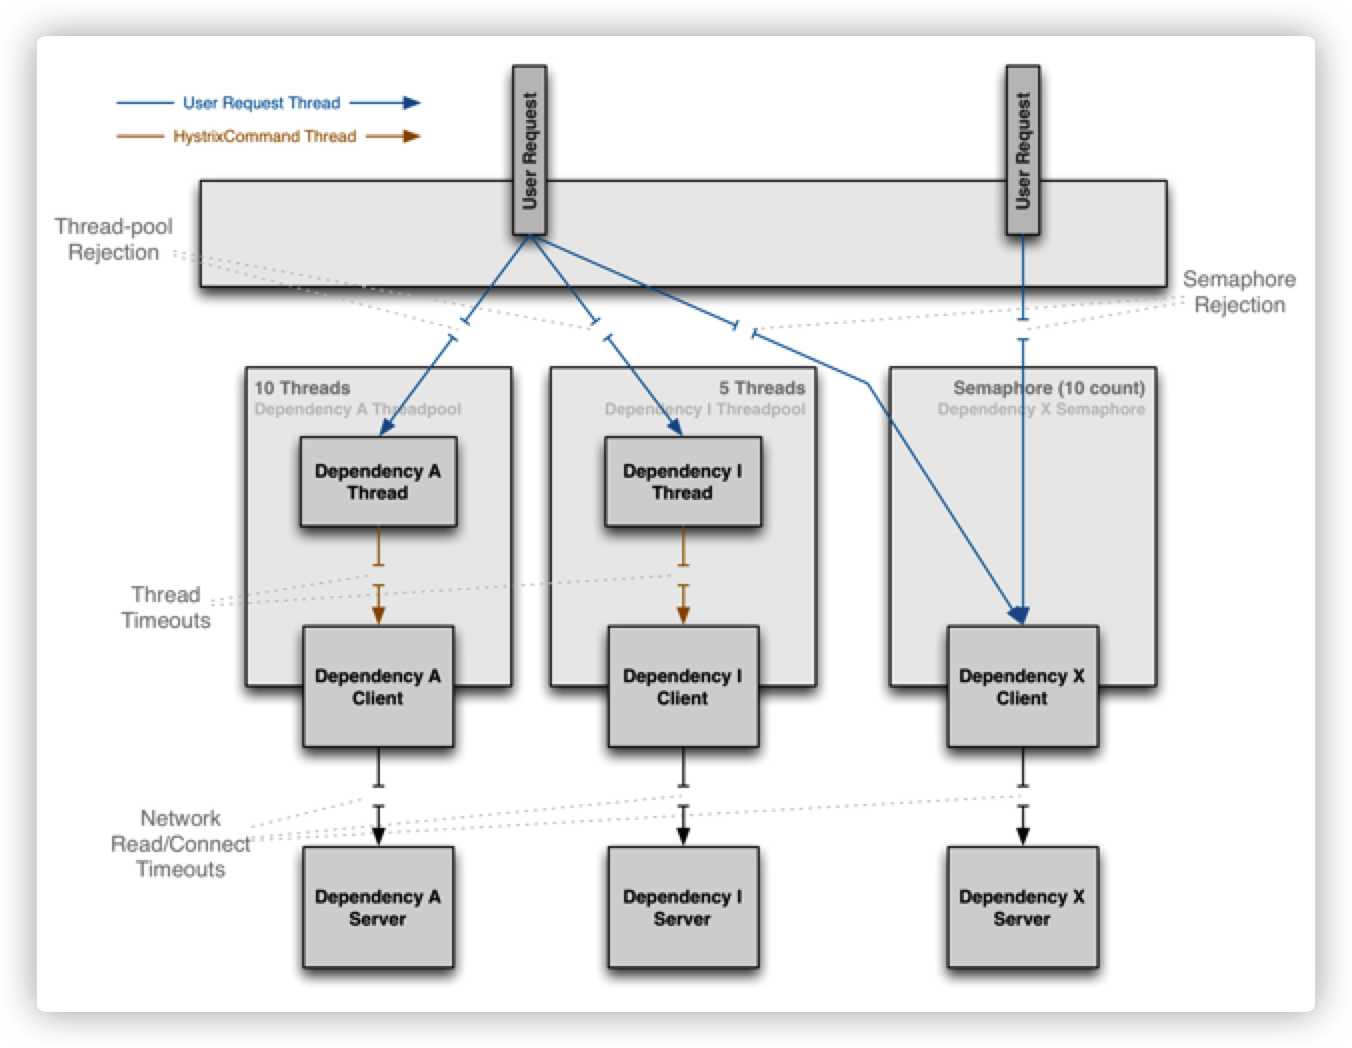 User Request Thread
HystrixCommand Thread
User Request
User Request
Thread-pool
Rejection
Semaphore
Rejection
10 Threads
Dependency A Threadpool
5 Threads
Dependency I Threadpool
Semaphore (10 count)
Dependency X Semaphore
Dependency A
Thread
Dependency I
Thread
Thread
Timeouts
Dependency A
Client
Dependency I
Client
Dependency X
Client
Network
Read/Connect
Timeouts
Dependency A
Server
Dependency I
Server
Dependency X
Server